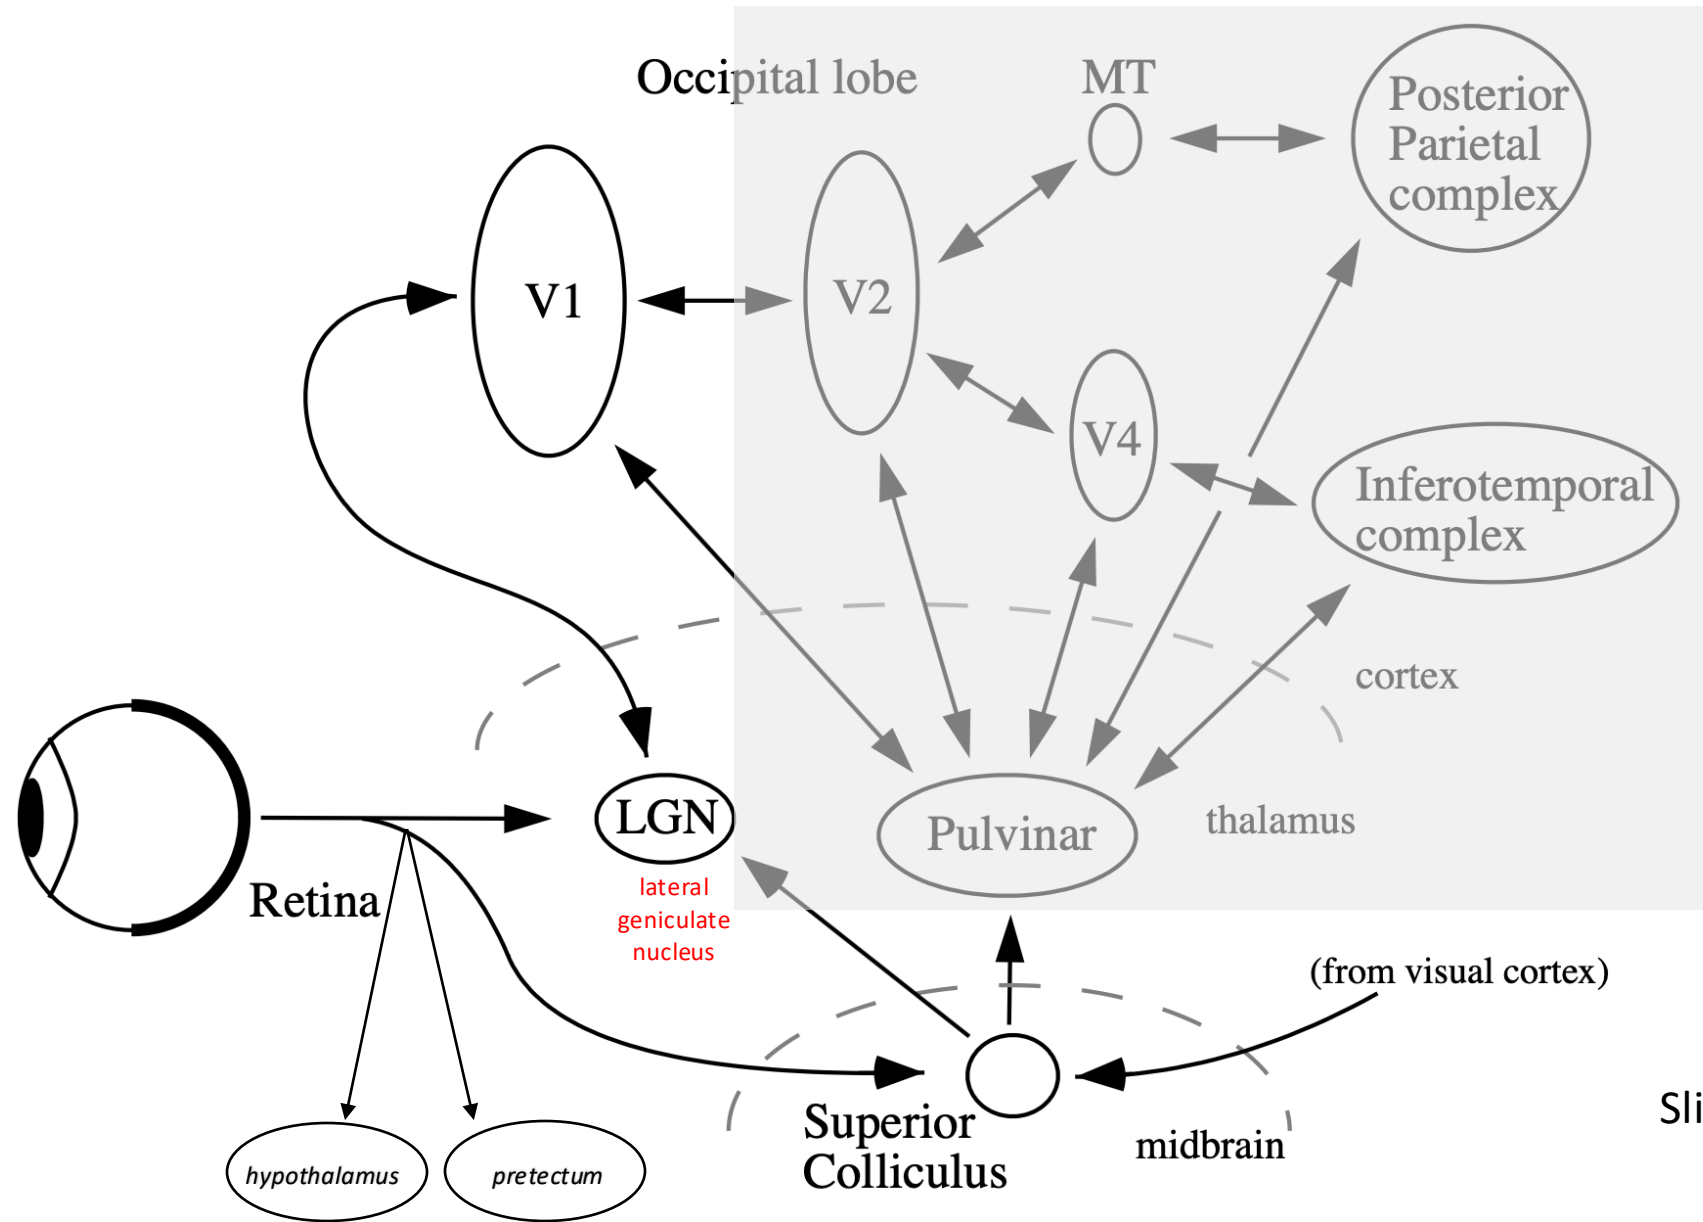 Occipital lobe
MT
Posterior
Parietal
complex
V1
V2
V4
Inferotemporal
complex
cortex
LGN
Pulvinar
thalamus
lateral
geniculate
nucleus
Retina
(from visual cortex)
Superior
Colliculus
midbrain
Sli
hypothalamus
pretectum